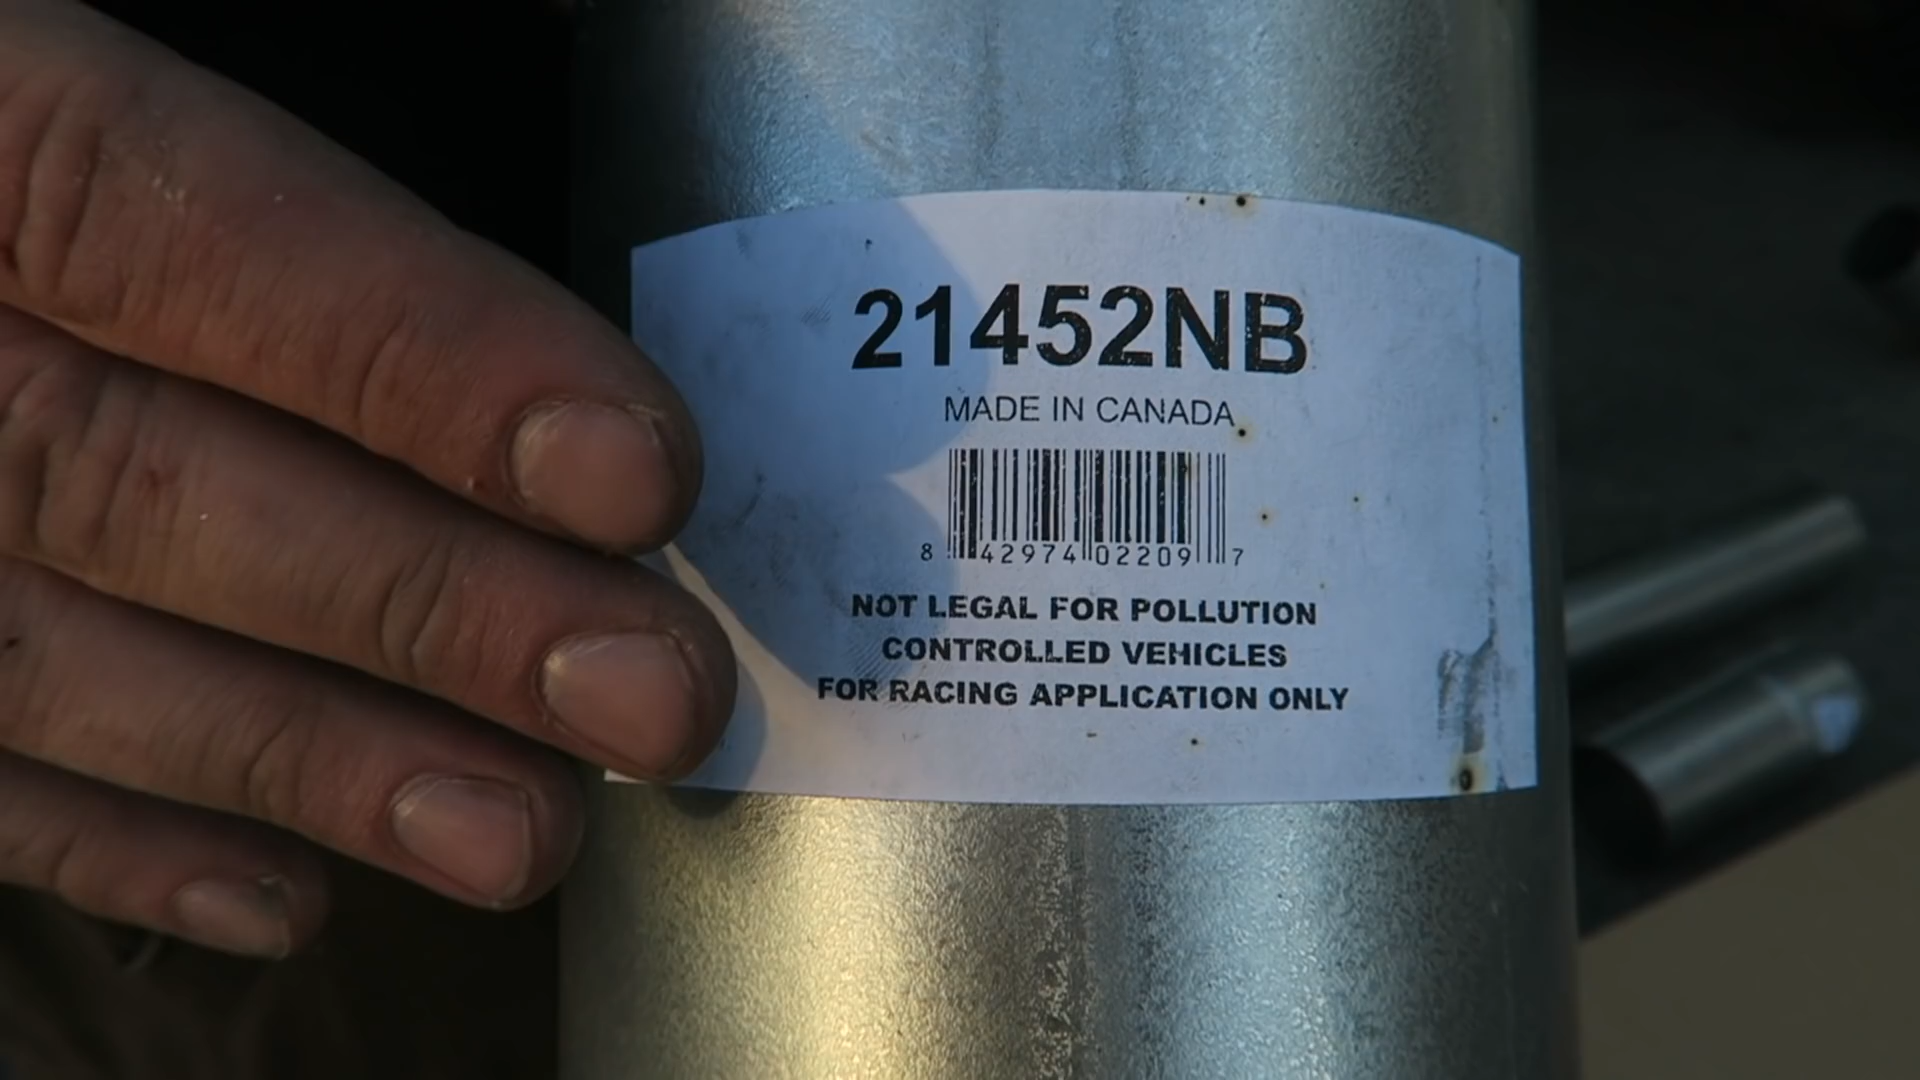 21452NB
MADE IN CANADA
8 42974 02209 7
NOT LEGAL FOR POLLUTION
CONTROLLED VEHICLES
FOR RACING APPLICATION ONLY